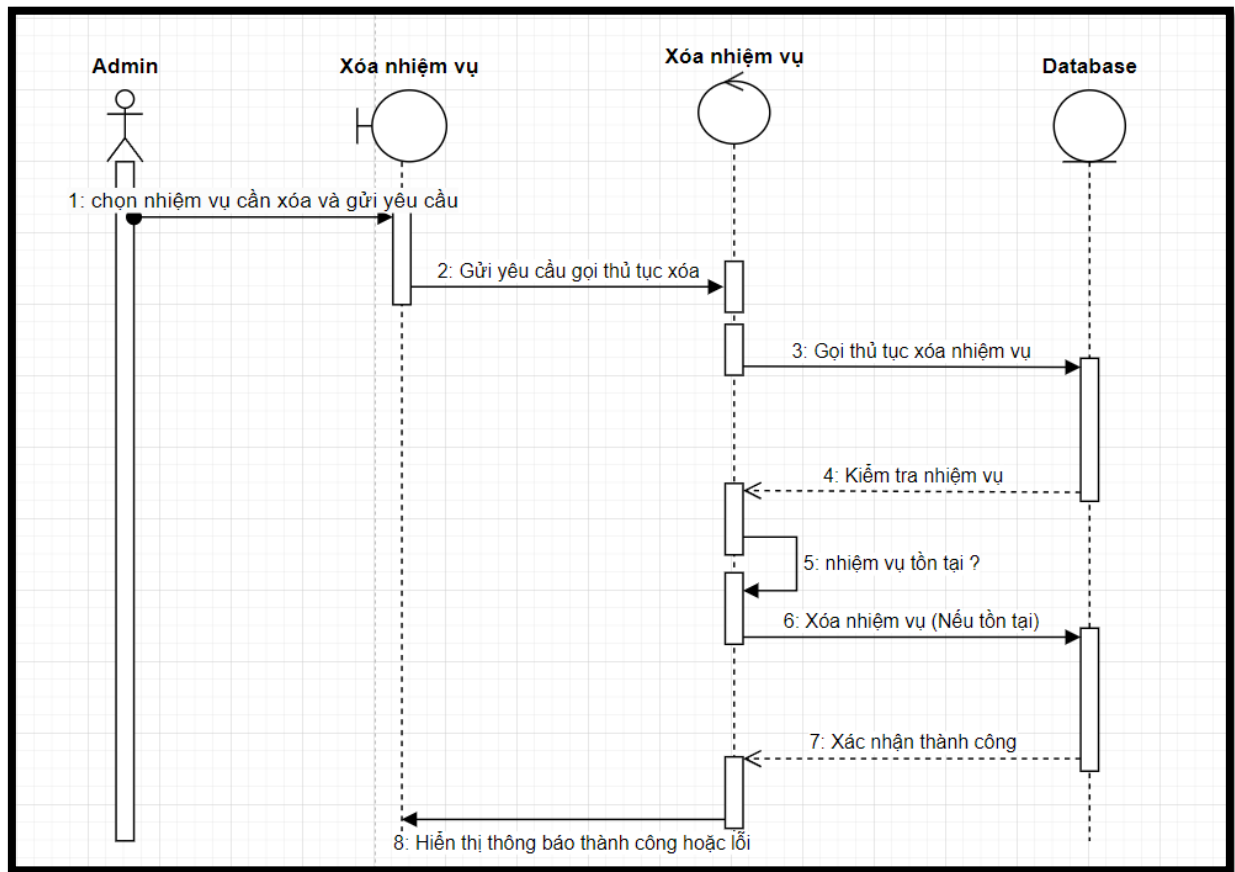 Admin
Xóa nhiệm vụ
Xóa nhiệm vụ
Database
1: chọn nhiệm vụ cần xóa và gửi yêu cầu
2: Gửi yêu cầu gọi thủ tục xóa
3: Gọi thủ tục xóa nhiệm vụ
4: Kiểm tra nhiệm vụ
5: nhiệm vụ tồn tại ?
6: Xóa nhiệm vụ (Nếu tồn tại)
7: Xác nhận thành công
8: Hiển thị thông báo thành công hoặc lỗi